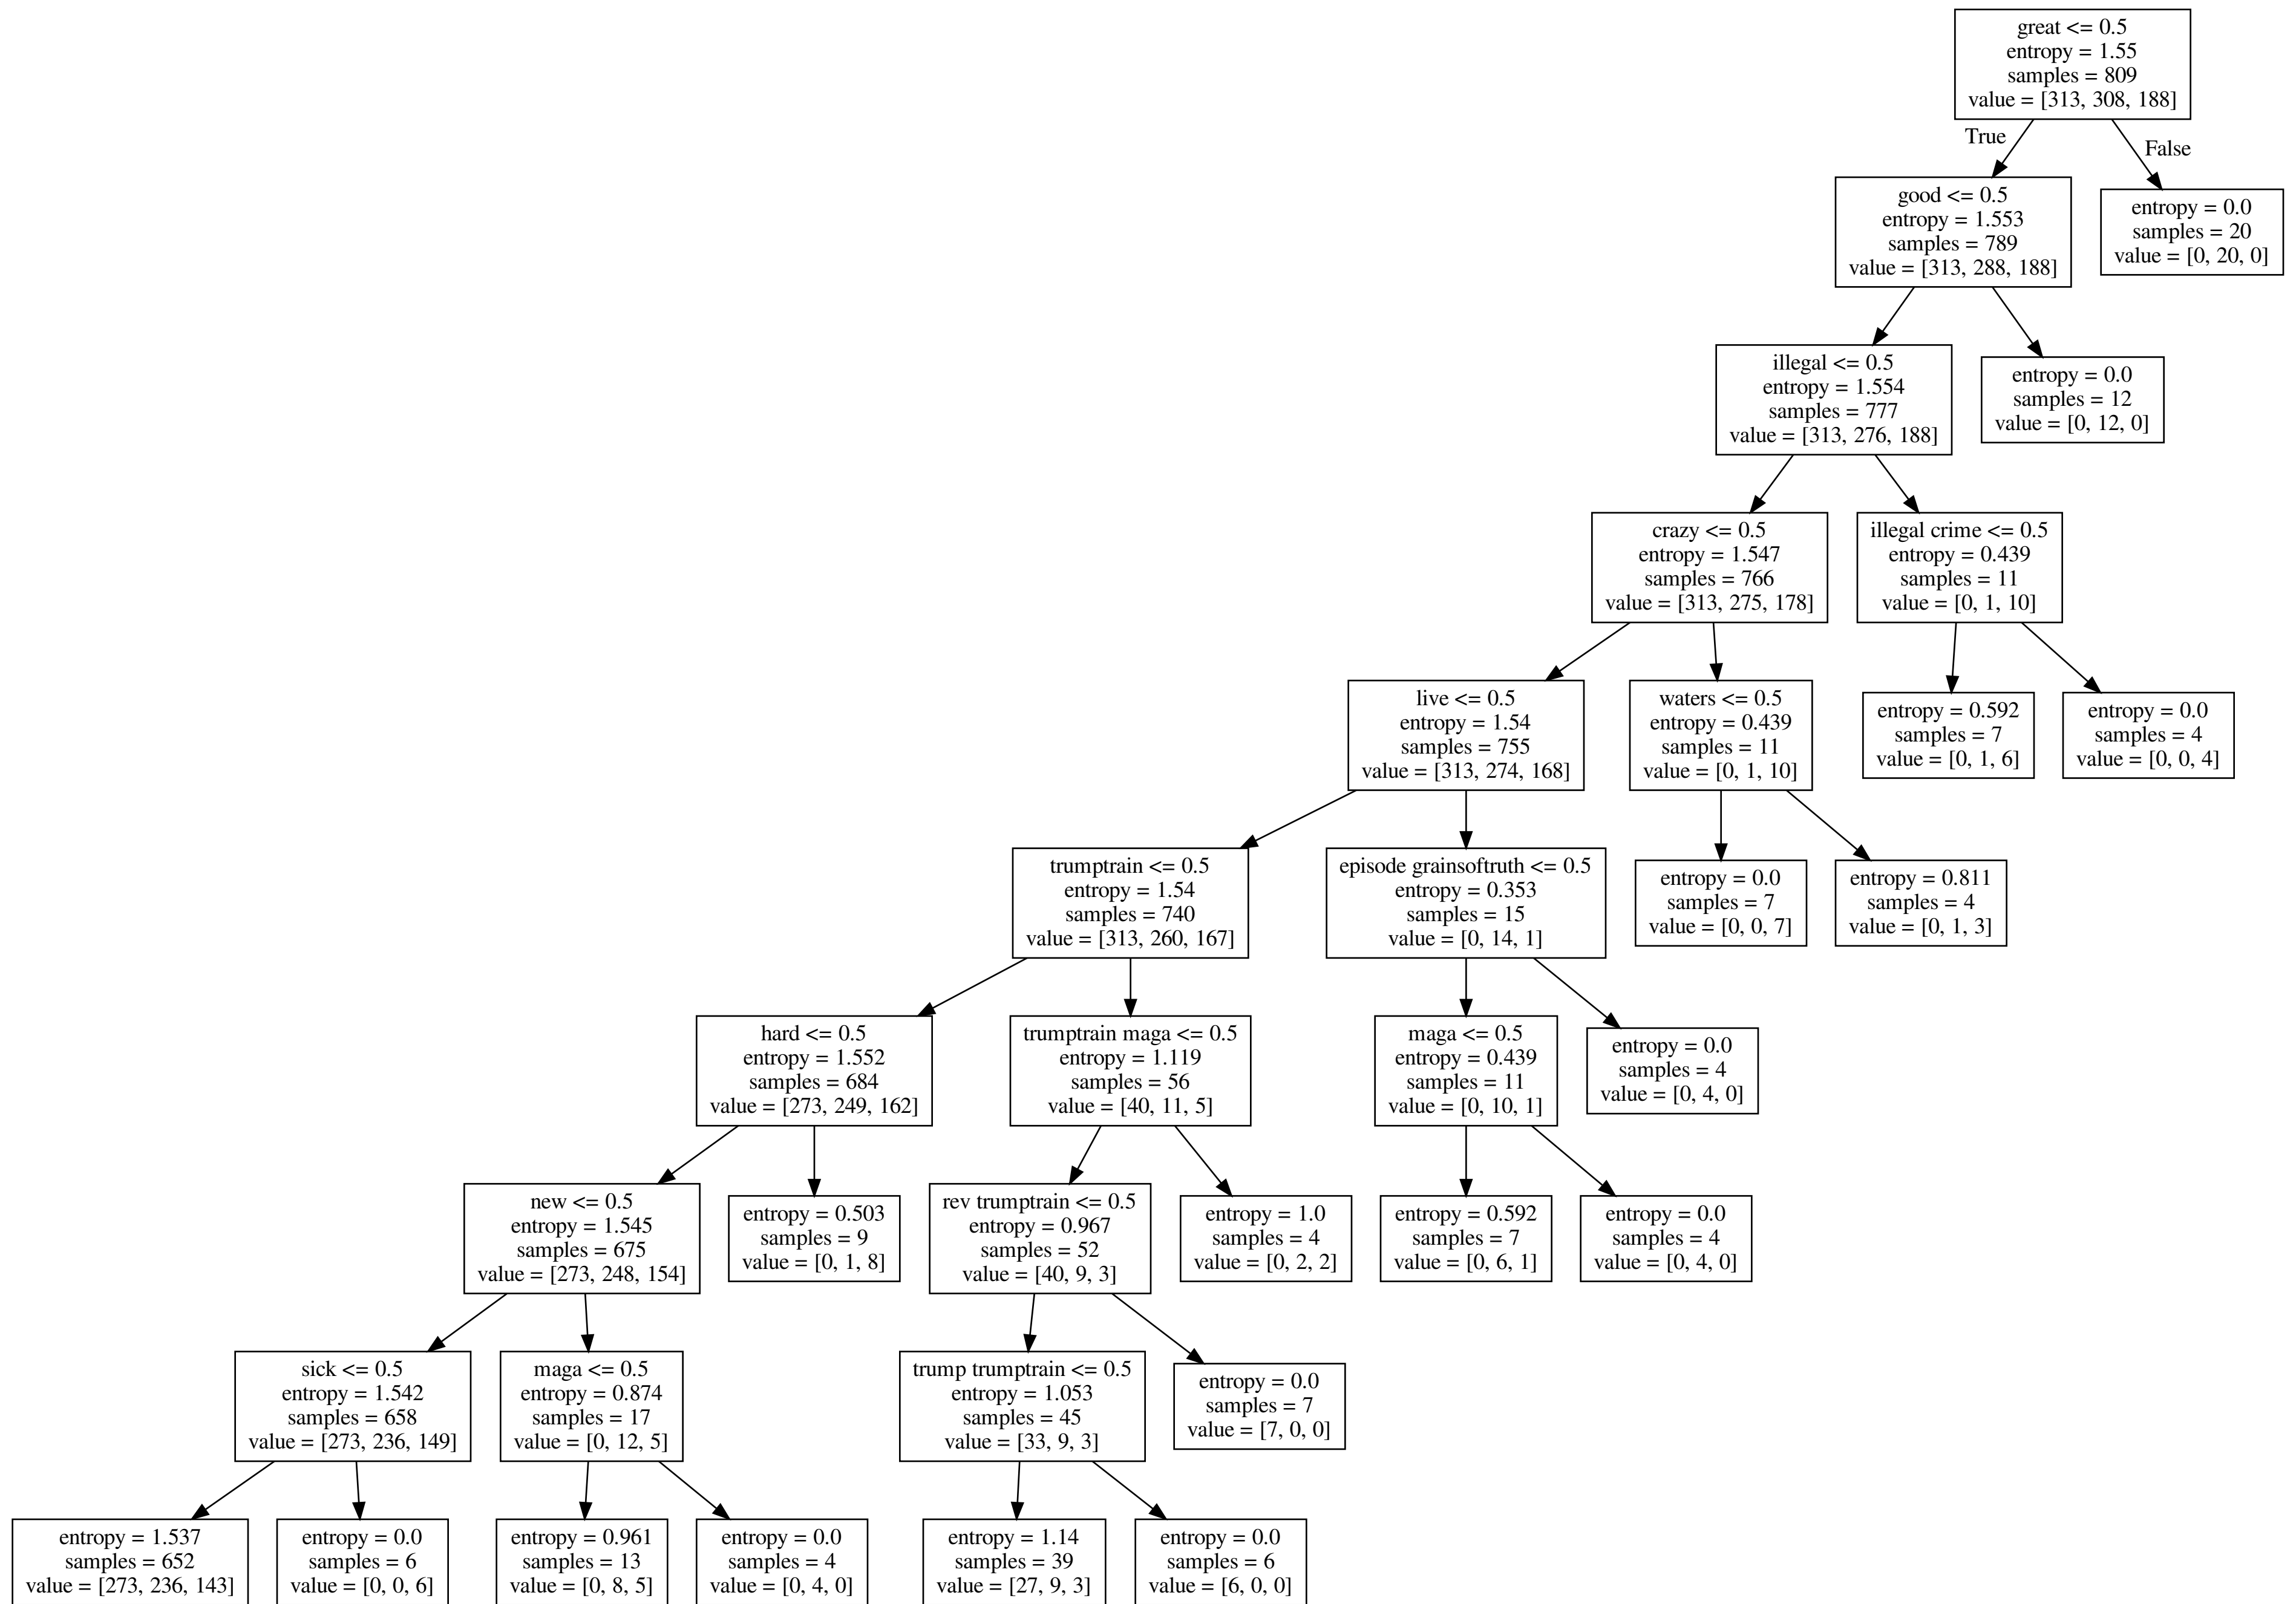 great <= 0.5
entropy = 1.55
samples = 809
value = [313, 308, 188]
True
False
good <= 0.5
entropy = 1.553
samples = 789
value = [313, 288, 188]
entropy = 0.0
samples = 20
value = [0, 20, 0]
illegal <= 0.5
entropy = 1.554
samples = 777
value = [313, 276, 188]
entropy = 0.0
samples = 12
value = [0, 12, 0]
crazy <= 0.5
entropy = 1.547
samples = 766
value = [313, 275, 178]
illegal crime <= 0.5
entropy = 0.439
samples = 11
value = [0, 1, 10]
live <= 0.5
entropy = 1.54
samples = 755
value = [313, 274, 168]
waters <= 0.5
entropy = 0.439
samples = 11
value = [0, 1, 10]
entropy = 0.592
samples = 7
value = [0, 1, 6]
entropy = 0.0
samples = 4
value = [0, 0, 4]
trumptrain <= 0.5
entropy = 1.54
samples = 740
value = [313, 260, 167]
episode grainsoftruth <= 0.5
entropy = 0.353
samples = 15
value = [0, 14, 1]
entropy = 0.0
samples = 7
value = [0, 0, 7]
entropy = 0.811
samples = 4
value = [0, 1, 3]
hard <= 0.5
entropy = 1.552
samples = 684
value = [273, 249, 162]
trumptrain maga <= 0.5
entropy = 1.119
samples = 56
value = [40, 11, 5]
maga <= 0.5
entropy = 0.439
samples = 11
value = [0, 10, 1]
entropy = 0.0
samples = 4
value = [0, 4, 0]
new <= 0.5
entropy = 1.545
samples = 675
value = [273, 248, 154]
entropy = 0.503
samples = 9
value = [0, 1, 8]
rev trumptrain <= 0.5
entropy = 0.967
samples = 52
value = [40, 9, 3]
entropy = 1.0
samples = 4
value = [0, 2, 2]
entropy = 0.592
samples = 7
value = [0, 6, 1]
entropy = 0.0
samples = 4
value = [0, 4, 0]
sick <= 0.5
entropy = 1.542
samples = 658
value = [273, 236, 149]
maga <= 0.5
entropy = 0.874
samples = 17
value = [0, 12, 5]
trump trumptrain <= 0.5
entropy = 1.053
samples = 45
value = [33, 9, 3]
entropy = 0.0
samples = 7
value = [7, 0, 0]
entropy = 1.537
samples = 652
value = [273, 236, 143]
entropy = 0.0
samples = 6
value = [0, 0, 6]
entropy = 0.961
samples = 13
value = [0, 8, 5]
entropy = 0.0
samples = 4
value = [0, 4, 0]
entropy = 1.14
samples = 39
value = [27, 9, 3]
entropy = 0.0
samples = 6
value = [6, 0, 0]